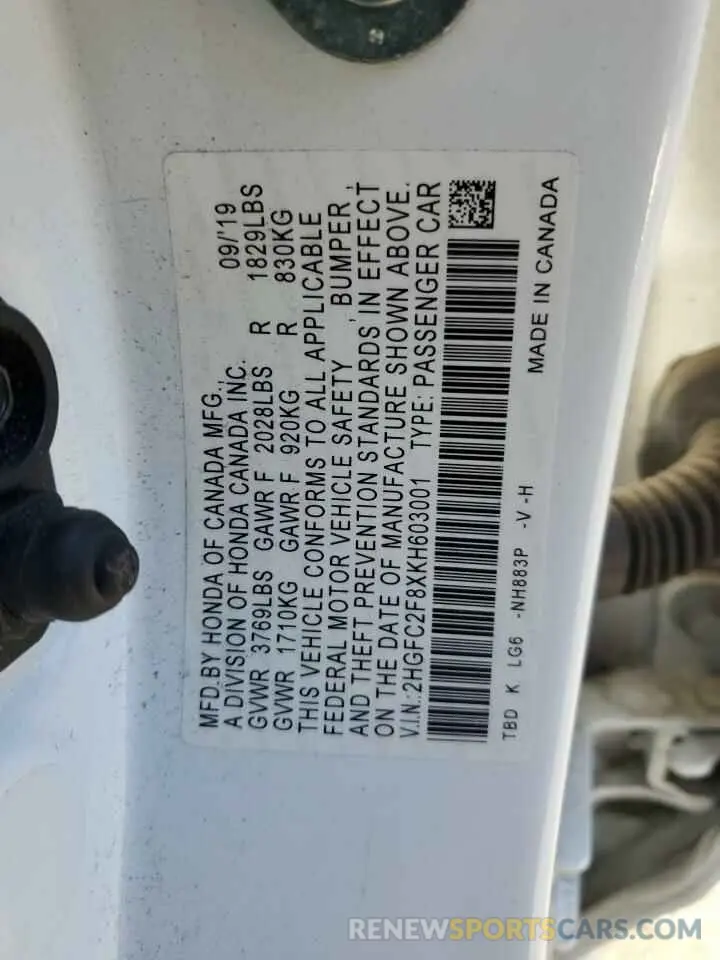 MFD.BY HONDA OF CANADA MFG., 09/'19
A DIVISION OF HONDA CANADA INC.
GVWR 3769LBS GAWR F 2028LBS R 1829LBS
GVWR 1710KG GAWR F 920KG R 830KG
THIS VEHICLE CONFORMS TO ALL APPLICABLE
FEDERAL MOTOR VEHICLE SAFETY , BUMPER ,
AND THEFT PREVENTION STANDARDS IN EFFECT
ON THE DATE OF MANUFACTURE SHOWN ABOVE.
V.I.N.:2HGFC2F8XKH603001 TYPE: PASSENGER CAR
TBD K LG6 -NH883P -V -H
MADE IN CANADA
RENEWSPORTSCARS.COM